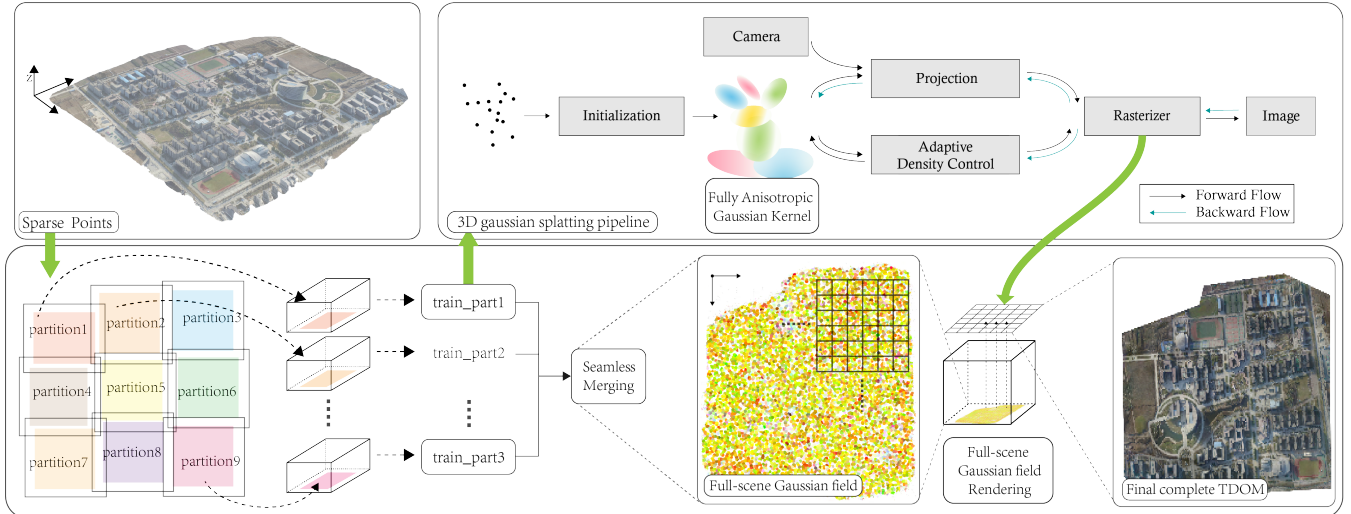 Z
Sparse Points
Camera
Projection
Initialization
Rasterizer
Image
Adaptive
Density Control
Fully Anisotropic
Gaussian Kernel
Forward Flow
Backward Flow
3D gaussian splatting pipeline
partition1
partition2
partition3
partition4
partition5
partition6
partition7
partition8
partition9
train_part1
train_part2
train_part3
Seamless
Merging
Full-scene Gaussian field
Full-scene
Gaussian field
Rendering
Final complete TDOM